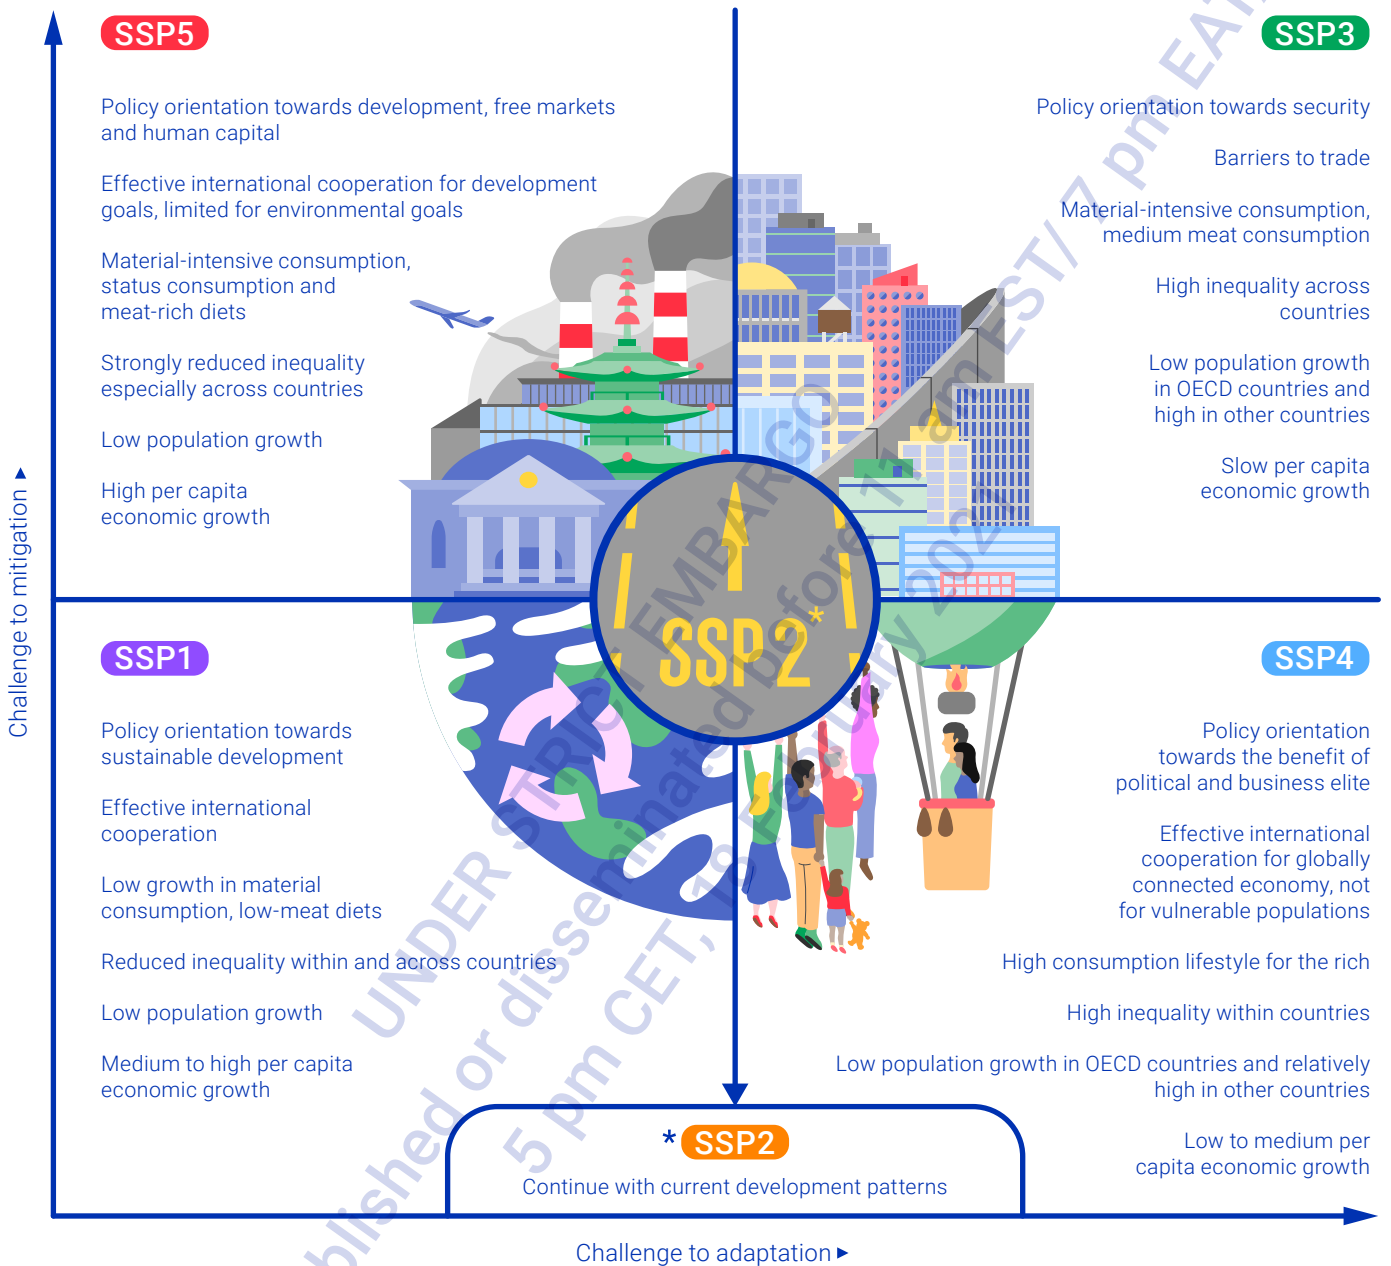 SSP5
Policy orientation towards development, free markets
and human capital
Effective international cooperation for development
goals, limited for environmental goals
Material-intensive consumption,
status consumption and
meat-rich diets
Strongly reduced inequality
especially across countries
Low population growth
High per capita
economic growth
SSP3
Policy orientation towards security
Barriers to trade
Material-intensive consumption,
medium meat consumption
High inequality across
countries
Low population growth
in OECD countries and
high in other countries
Slow per capita
economic growth
SSP2*
SSP1
Policy orientation towards
sustainable development
Effective international
cooperation
Low growth in material
consumption, low-meat diets
Reduced inequality within and across countries
Low population growth
Medium to high per capita
economic growth
SSP4
Policy orientation
towards the benefit of
political and business elite
Effective international
cooperation for globally
connected economy, not
for vulnerable populations
High consumption lifestyle for the rich
High inequality within countries
Low population growth in OECD countries and relatively
high in other countries
Low to medium per
capita economic growth
* SSP2
Continue with current development patterns
Challenge to mitigation ▸
Challenge to adaptation ▸
UNDER STRICT EMBARGO
or disseminated before 11 am EST/ 7 pm
5 pm CET, 18 February 2021